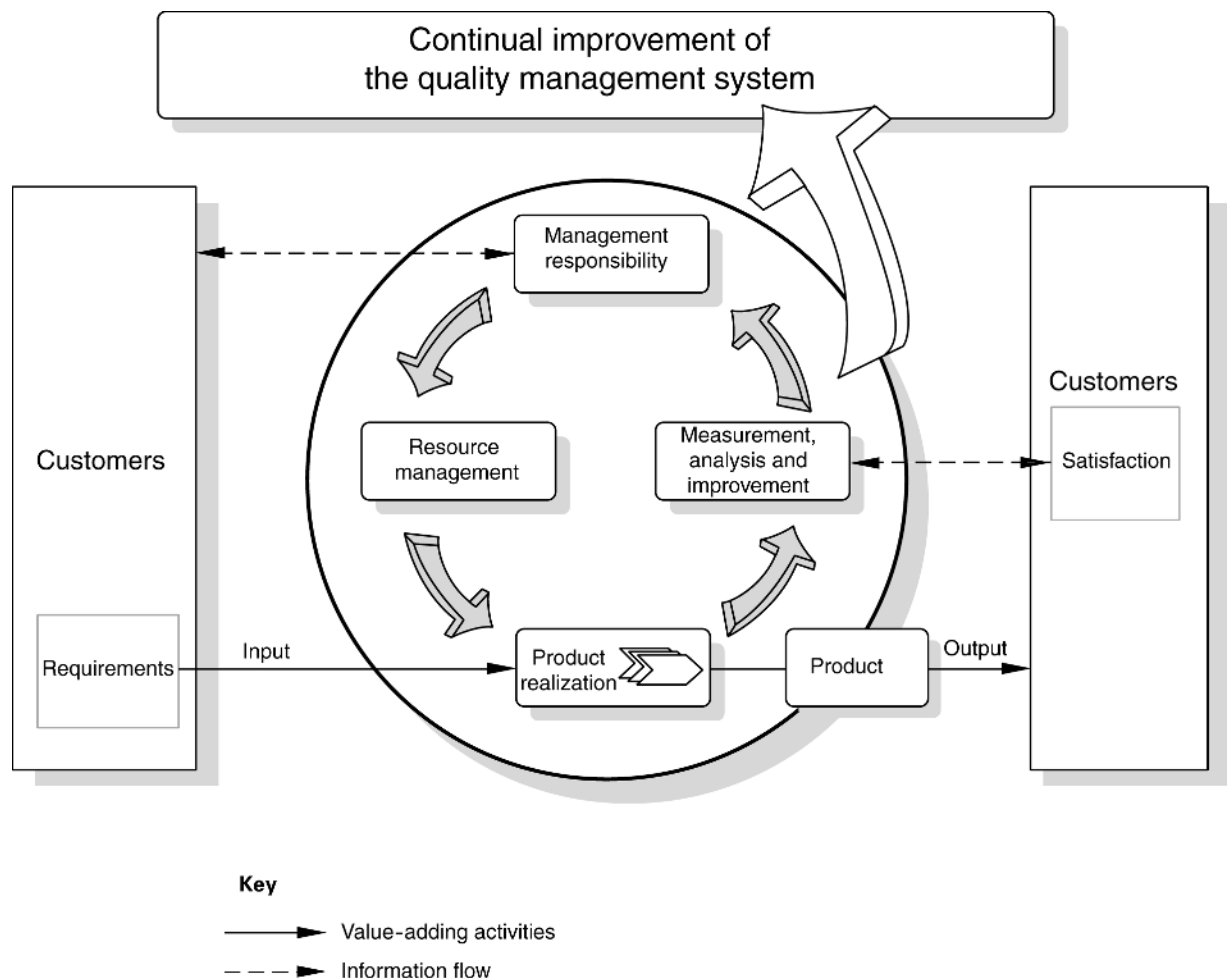 Continual improvement of
the quality management system
Management
responsibility
Customers
Customers
Resource
management
Measurement,
analysis and
improvement
Satisfaction
Requirements
Input
Product
realization
Product
Output
Key
Value-adding activities
Information flow